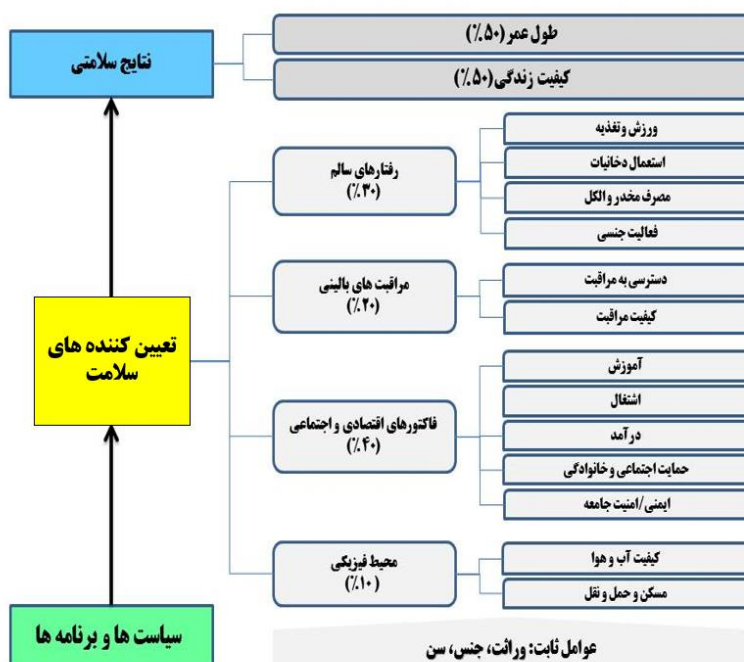 نتایج سلامتی
طول عمر (۵۰٪)
کیفیت زندگی (۵۰٪)
تعیین کننده های
سلامت
رفتارهای سالم
(۳۰٪)
ورزش و تغذیه
استعمال دخانیات
مصرف مخدر و الکل
فعالیت جنسی
مراقبت های بالینی
(۲۰٪)
دسترسی به مراقبت
کیفیت مراقبت
فاکتورهای اقتصادی و اجتماعی
(۴۰٪)
آموزش
اشتغال
درآمد
حمایت اجتماعی و خانوادگی
ایمنی/امنیت جامعه
محیط فیزیکی
(۱۰٪)
کیفیت آب و هوا
مسکن و حمل و نقل
سیاست ها و برنامه ها
عوامل ثابت: وراثت، جنس، سن